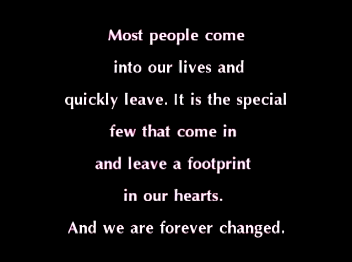 Most people come
into our lives and
quickly leave. It is the special
few that come in
and leave a footprint
in our hearts.
And we are forever changed.